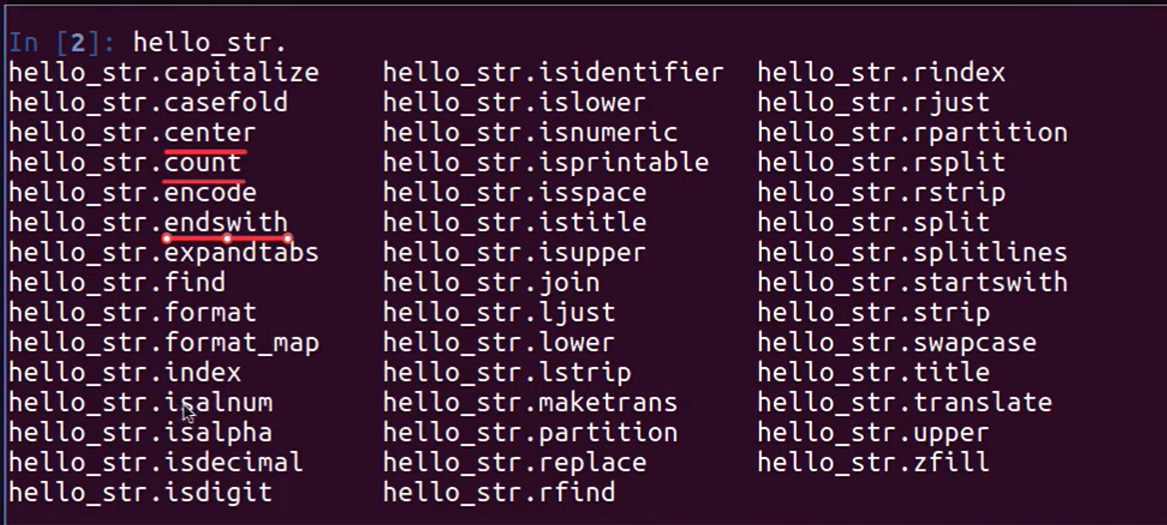 In [2]: hello_str.
hello_str.capitalize hello_str.isidentifier hello_str.rindex
hello_str.casefold hello_str.islower hello_str.rjust
hello_str.center hello_str.isnumeric hello_str.rpartition
hello_str.count hello_str.isprintable hello_str.rsplit
hello_str.encode hello_str.isspace hello_str.rstrip
hello_str.endswith hello_str.istitle hello_str.split
hello_str.expandtabs hello_str.isupper hello_str.splitlines
hello_str.find hello_str.join hello_str.startswith
hello_str.format hello_str.ljust hello_str.strip
hello_str.format_map hello_str.lower hello_str.swapcase
hello_str.index hello_str.lstrip hello_str.title
hello_str.isalnum hello_str.maketrans hello_str.translate
hello_str.isalpha hello_str.partition hello_str.upper
hello_str.isdecimal hello_str.replace hello_str.zfill
hello_str.isdigit hello_str.rfind